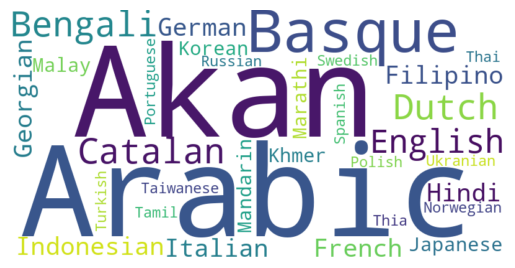 Bengali
German
Basque
Georgian
Malay
Akan
Portuguese
Korean
Russian
Marathi
Swedish
Thai
Filipino
Spanish
Dutch
Catalan
English
Mandarin
Khmer
Polish
Ukranian
Arabic
Turkish
Taiwanese
Tamil
Hindi
Norwegian
Thia
Indonesian
Italian
French
Japanese